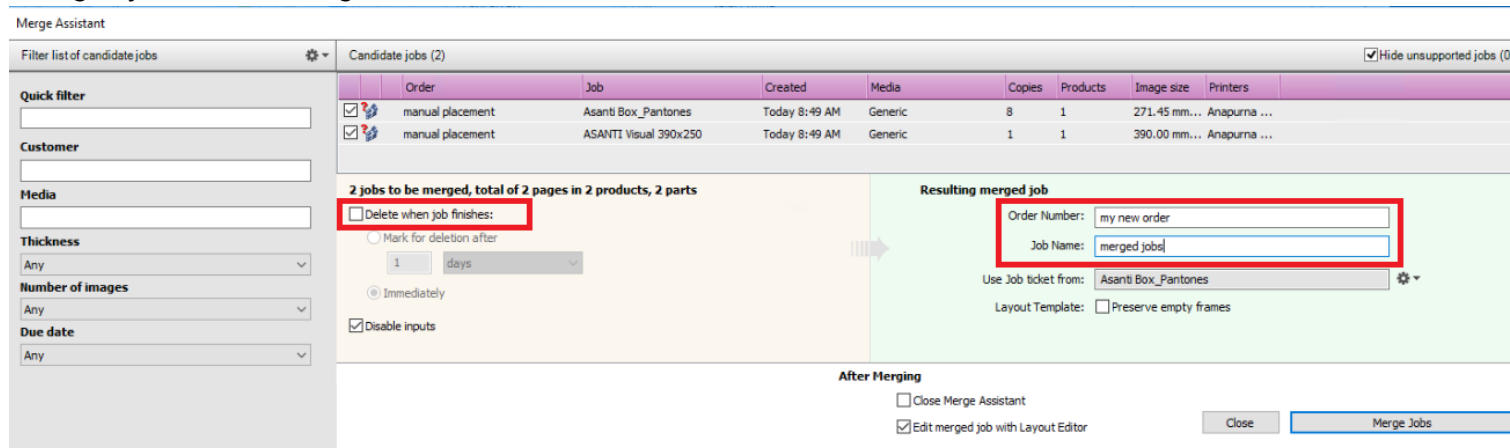 Merge Assistant
Filter list of candidate jobs
Candidate jobs (2)
Hide unsupported jobs (0
Quick filter
Customer
Media
Thickness
Any
Number of images
Any
Due date
Any
Order Job Created Media Copies Products Image size Printers
manual placement Asanti Box_Pantones Today 8:49 AM Generic 8 1 271.45 mm... Anapurna ...
manual placement ASANTI Visual 390x250 Today 8:49 AM Generic 1 1 390.00 mm... Anapurna ...
2 jobs to be merged, total of 2 pages in 2 products, 2 parts
Delete when job finishes:
Mark for deletion after
1 days
Immediately
Disable inputs
Resulting merged job
Order Number: my new order
Job Name: merged jobs
Use Job ticket from: Asanti Box_Pantones
Layout Template: Preserve empty frames
After Merging
Close Merge Assistant
Edit merged job with Layout Editor
Close
Merge Jobs